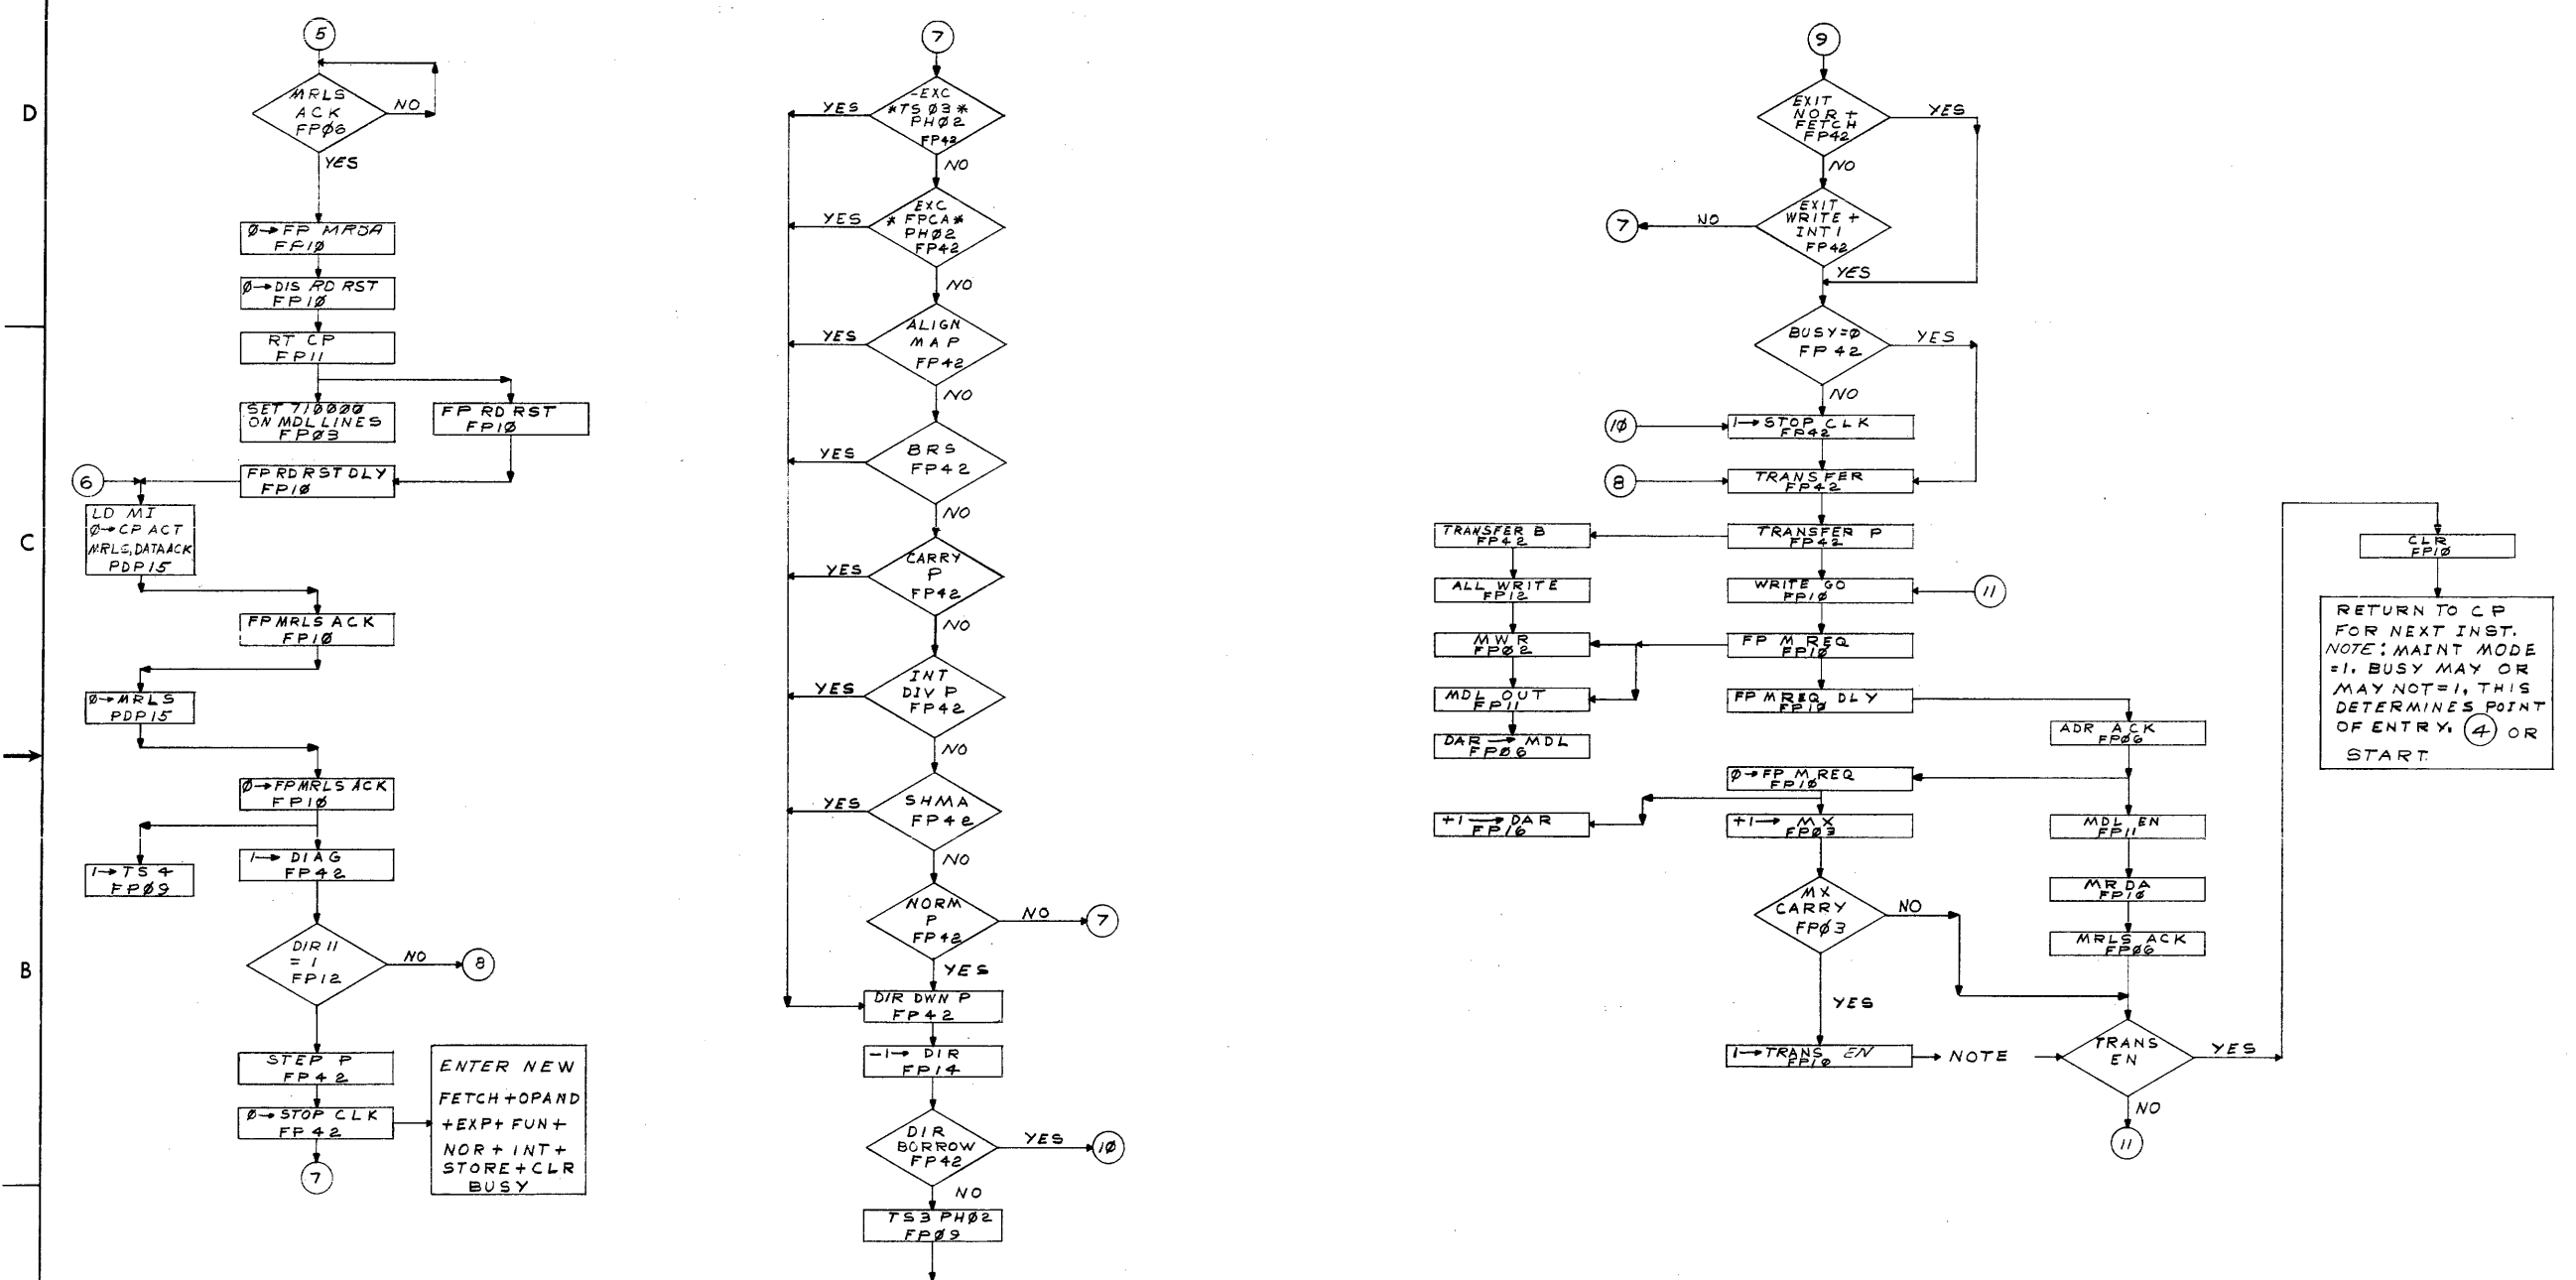 D
C
B
5
MRLS
ACK
FPØ6
NO
YES
Ø→FP MRDA
FP1Ø
Ø→DIS RD RST
FP1Ø
RT CP
FP11
SET 710000
ON MDL LINES
FPØ3
FP RD RST
FP1Ø
FP RD RST DLY
FP1Ø
6
LD MI
Ø→CP ACT
MRLS, DATA ACK
PDP15
FP MRLS ACK
FP1Ø
Ø→MRLS
PDP15
Ø→FPMRLS ACK
FP1Ø
1→TS 4
FPØ9
1→ DIAG
FP42
DIR 11
= 1
FP12
NO
8
STEP P
FP42
Ø→STOP CLK
FP42
7
ENTER NEW
FETCH+OPAND
+EXP+FUN+
NOR+INT+
STORE+CLR
BUSY
7
-EXC
*TSØ3*
PHØ2
FP42
YES
NO
EXC
*FPCA*
PHØ2
FP42
YES
NO
ALIGN
MAP
FP42
YES
NO
BRS
FP42
YES
NO
CARRY
P
FP42
YES
NO
INT
DIV P
FP42
YES
NO
SHMA
FP42
YES
NO
NORM
P
FP42
NO
7
YES
DIR DWN P
FP42
-1→ DIR
FP14
DIR
BORROW
FP42
YES
1Ø
NO
TS3 PHØ2
FPØ9
9
EXIT
NOR+
FETCH
FP42
YES
NO
EXIT
WRITE+
INT1
FP42
NO
7
YES
BUSY=Ø
FP42
YES
NO
1Ø
1→STOP CLK
FP42
8
TRANSFER
FP42
TRANSFER B
FP42
TRANSFER P
FP42
ALL WRITE
FP12
WRITE GO
FP1Ø
11
MWR
FPØ2
FP M REQ
FP1Ø
MDL OUT
FP11
FP MREQ DLY
FP1Ø
DAR → MDL
FPØ6
ADR ACK
FPØ6
Ø→FP M REQ
FP1Ø
+1→ DAR
FP16
+1→ MX
FPØ3
MDL EN
FP11
MRDA
FP1Ø
MX
CARRY
FPØ3
NO
MRLS ACK
FPØ6
YES
1→TRANS EN
FP1Ø
NOTE
TRANS
EN
YES
NO
11
CLR
FP1Ø
RETURN TO CP
FOR NEXT INST.
NOTE: MAINT MODE
=1. BUSY MAY OR
MAY NOT=1, THIS
DETERMINES POINT
OF ENTRY. 4 OR
START.